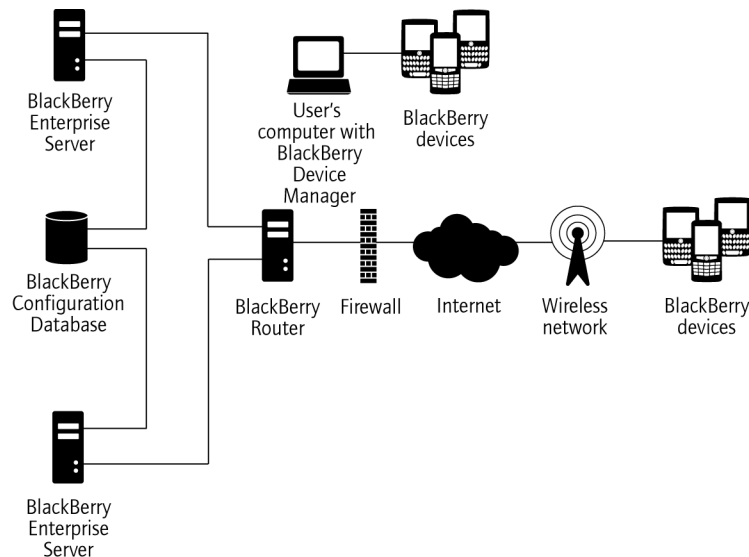 BlackBerry
Enterprise
Server
User's
computer with
BlackBerry
Device
Manager
BlackBerry
devices
BlackBerry
Configuration
Database
BlackBerry
Router
Firewall
Internet
Wireless
network
BlackBerry
devices
BlackBerry
Enterprise
Server